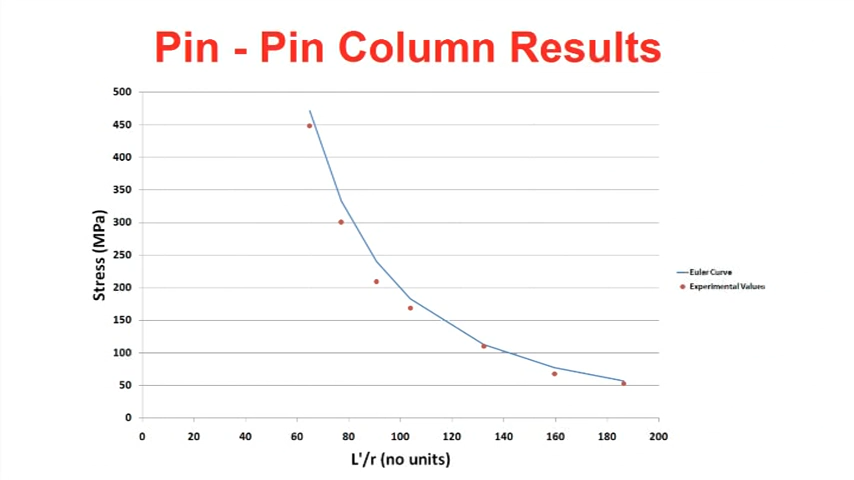 Pin - Pin Column Results
500
450
400
350
300
250
200
150
100
50
0
Stress (MPa)
0 20 40 60 80 100 120 140 160 180 200
L'/r (no units)
Euler Curve
Experimental Values